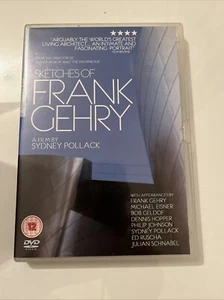 ★★★★
"ARGUABLY THE WORLD'S GREATEST
LIVING ARCHITECT... AN INTIMATE AND
FASCINATING PORTRAIT"
SKETCHES OF
FRANK
GEHRY
A FILM BY
SYDNEY POLLACK
WITH APPEARANCES BY
FRANK GEHRY
MICHAEL EISNER
BOB GELDOF
DENNIS HOPPER
PHILIP JOHNSON
SYDNEY POLLACK
ED RUSCHA
JULIAN SCHNABEL
12
DVD